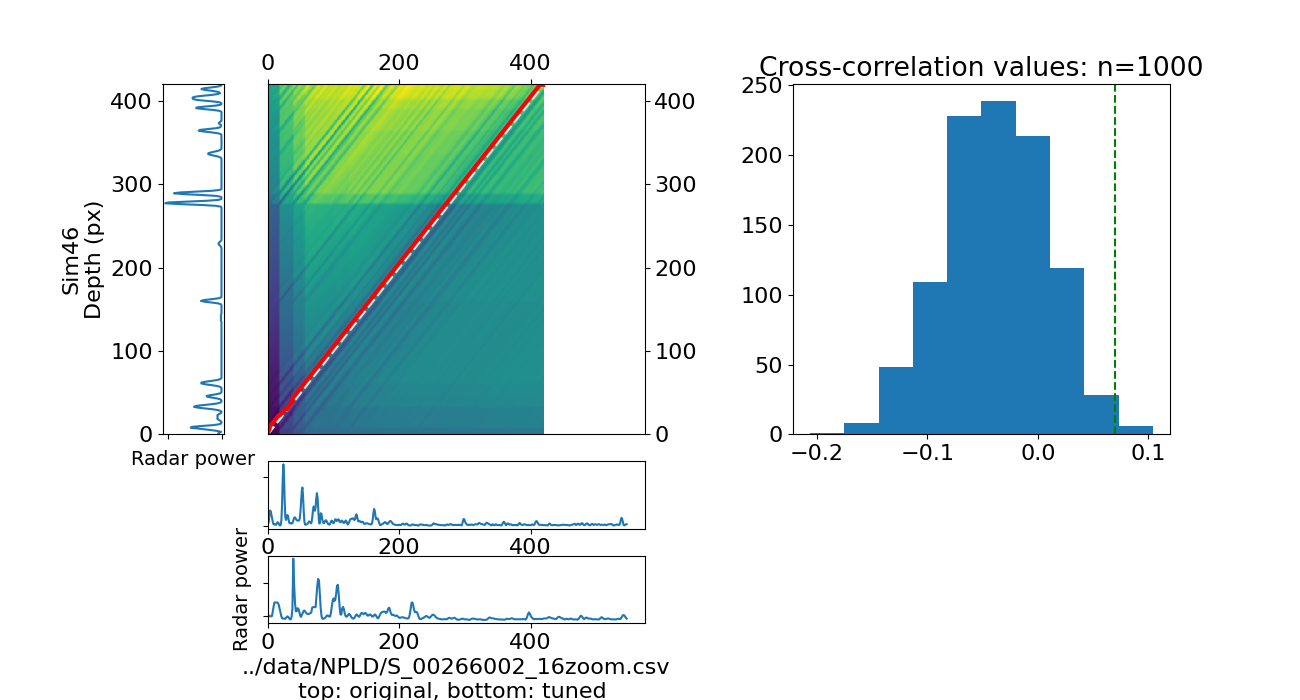 0 200 400
Cross-correlation values: n=1000
400
300
200
100
0
Sim46
Depth (px)
Radar power
400
300
200
100
0
250
200
150
100
50
0
−0.2 −0.1 0.0 0.1
0 200 400
Radar power
0 200 400
../data/NPLD/S_00266002_16zoom.csv
top: original, bottom: tuned